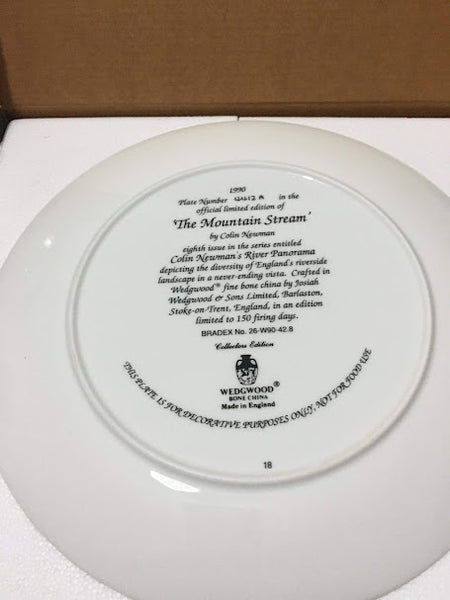 1990
Plate Number in the
official limited edition of
'The Mountain Stream'
by Colin Newman
eighth issue in the series entitled
Colin Newman's River Panorama
depicting the diversity of England's riverside
landscape in a never-ending vista. Crafted in
Wedgwood® fine bone china by Josiah
Wedgwood & Sons Limited, Barlaston,
Stoke-on-Trent, England, in an edition
limited to 150 firing days.
BRADEX No. 26-W90-42.8
Collectors Edition
WEDGWOOD®
BONE CHINA
Made in England
THIS PLATE IS FOR DECORATIVE PURPOSES ONLY, NOT FOR FOOD USE
18